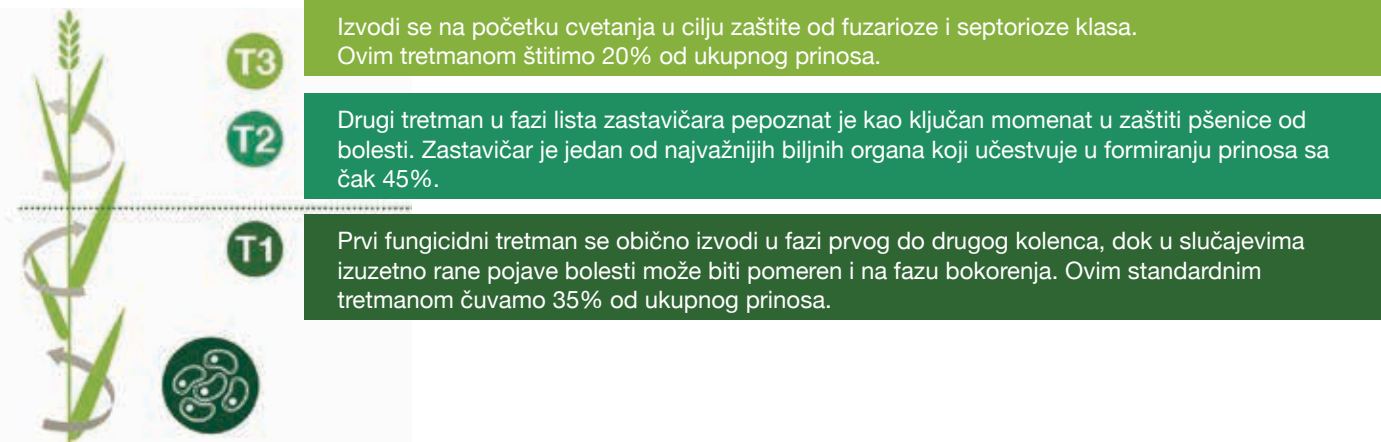 T3
Izvodi se na početku cvetanja u cilju zaštite od fuzarioze i septorioze klasa.
Ovim tretmanom štitimo 20% od ukupnog prinosa.
T2
Drugi tretman u fazi lista zastavičara pepoznat je kao ključan momenat u zaštiti pšenice od
bolesti. Zastavičar je jedan od najvažnijih biljnih organa koji učestvuje u formiranju prinosa sa
čak 45%.
T1
Prvi fungicidni tretman se obično izvodi u fazi prvog do drugog kolenca, dok u slučajevima
izuzetno rane pojave bolesti može biti pomeren i na fazu bokorenja. Ovim standardnim
tretmanom čuvamo 35% od ukupnog prinosa.